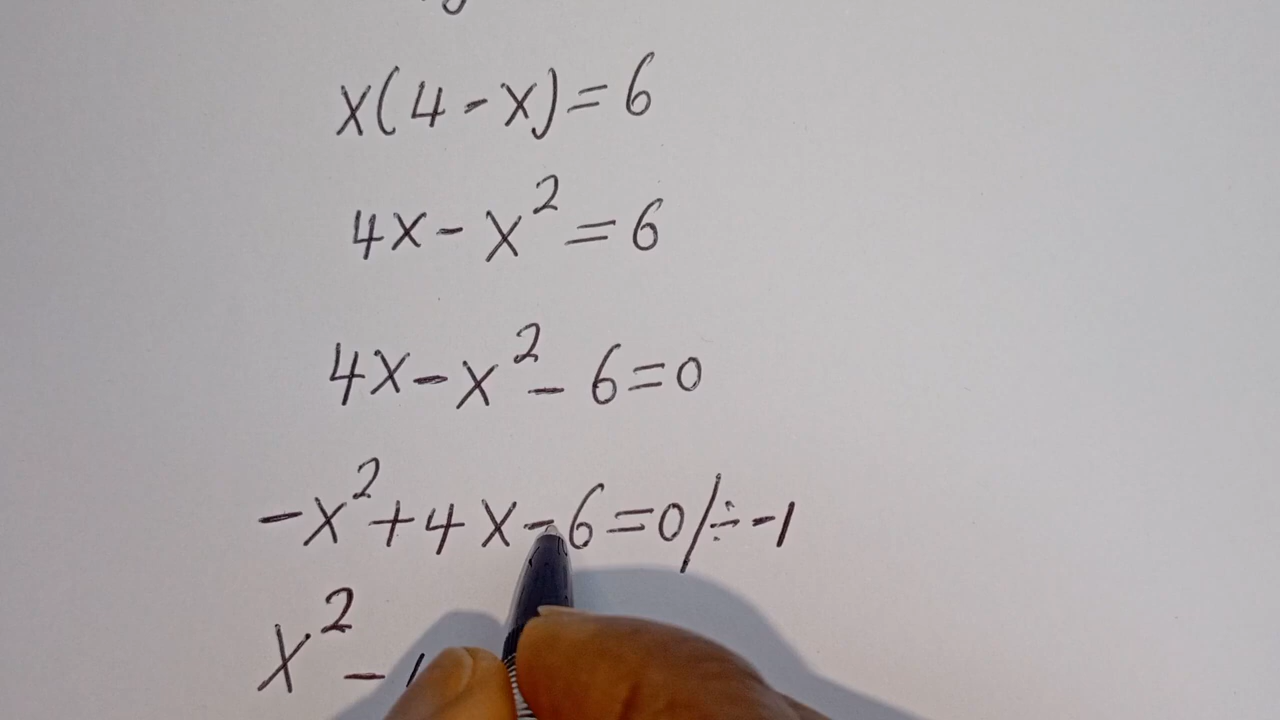 x(4-x)=6
4x-x²=6
4x-x²-6=0
-x²+4x-6=0/÷-1
x²-